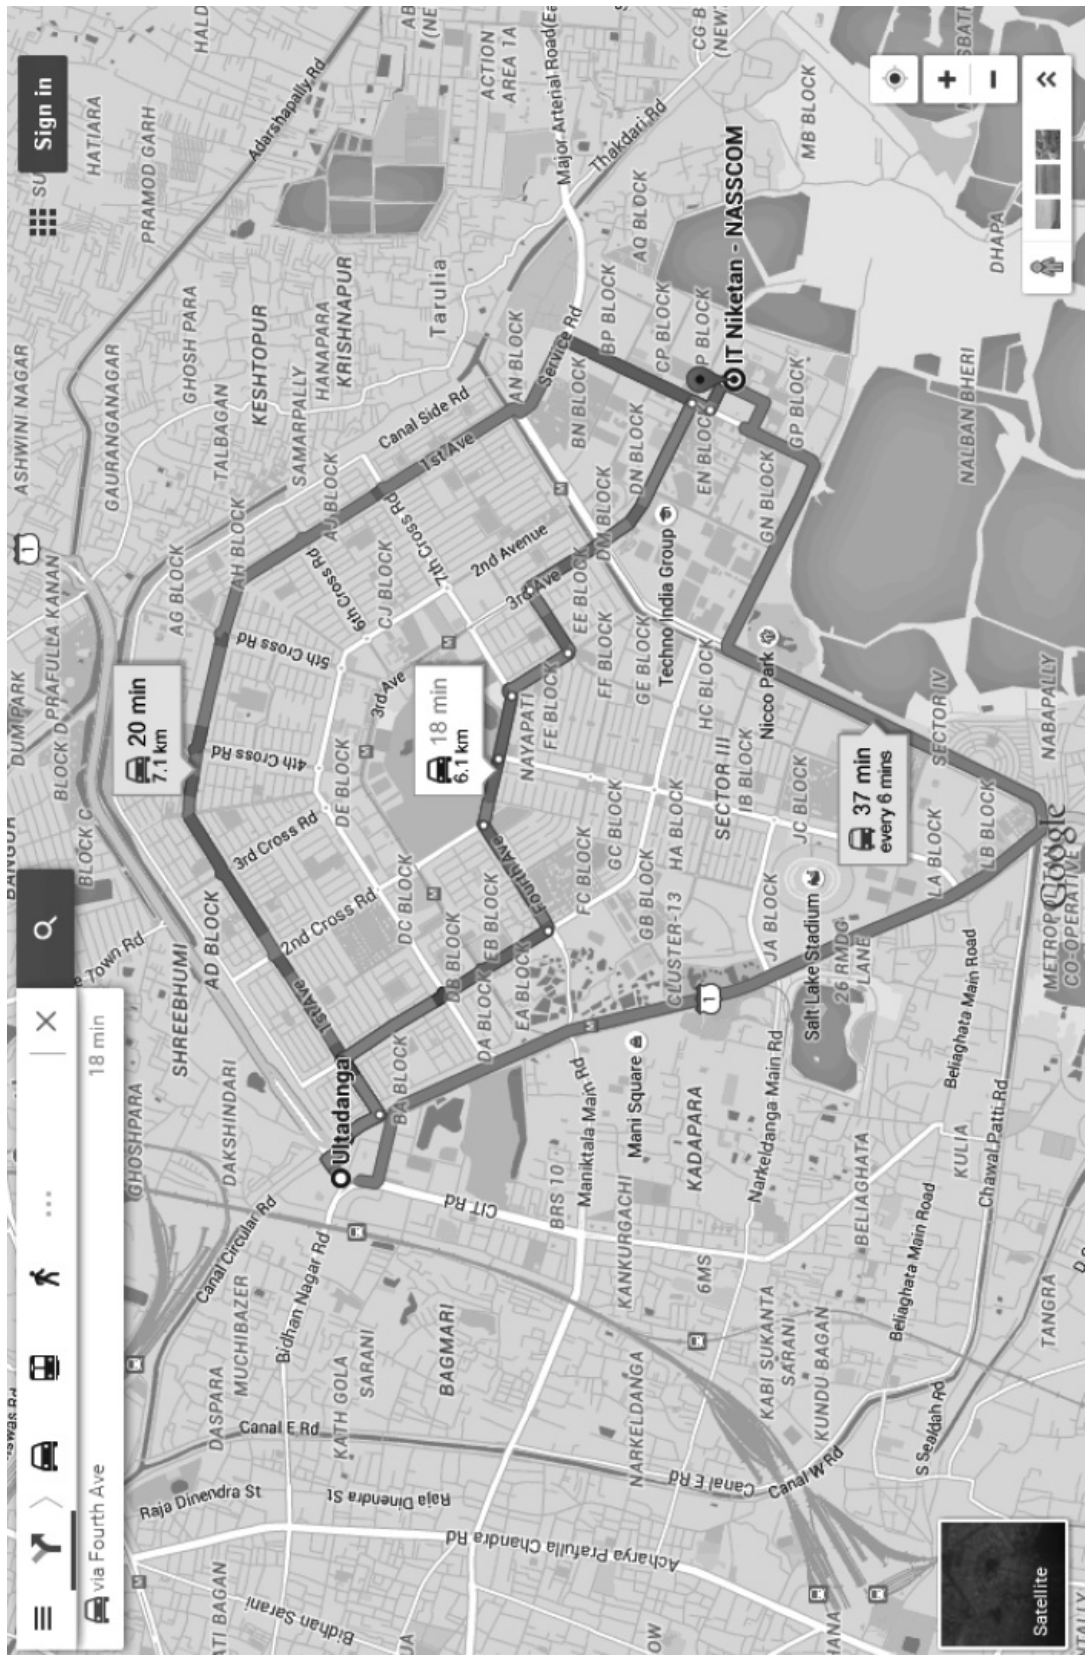 via Fourth Ave
18 min
Sign in
20 min
7.1 km
18 min
6.1 km
37 min
every 6 mins
Ultadanga
IT Niketan - NASSCOM
Satellite
Google
DUM PARK
ASHWINI NAGAR
HATIARA
PRAMOD GARH
BLOCK D
PRAFULLA KANAN
GAURANGANAGAR
GHOSH PARA
Adarshapally Rd
ACTION
AREA 1A
BLOCK C
TALBAGAN
KESHTOPUR
SAMARIPALLY
HANAPARA
KRISHNAPUR
Tarulia
Major Arterial Road(Ea
Thakdari Rd
GHOSHPARA
SHREEBHUMI
DAKSHINDARI
AD BLOCK
AG BLOCK
AH BLOCK
AJ BLOCK
Canal Side Rd
AN BLOCK
Service Rd
1st Ave
1st Ave
2nd Cross Rd
3rd Cross Rd
4th Cross Rd
5th Cross Rd
6th Cross Rd
7th Cross Rd
2nd Avenue
3rd Ave
3rd Ave
CJ BLOCK
DE BLOCK
DC BLOCK
DB BLOCK
EB BLOCK
DA BLOCK
EA BLOCK
BA BLOCK
Fourth Ave
NAYAPATI
FE BLOCK
EE BLOCK
FF BLOCK
GE BLOCK
DM BLOCK
DN BLOCK
BN BLOCK
BP BLOCK
CP BLOCK
AQ BLOCK
P BLOCK
EN BLOCK
GP BLOCK
GN BLOCK
MB BLOCK
FC BLOCK
GC BLOCK
GB BLOCK
HA BLOCK
HC BLOCK
SECTOR III
IB BLOCK
JC BLOCK
JA BLOCK
CLUSTER-13
Techno India Group
Nicco Park
Salt Lake Stadium
26 RMDG
LANE
LA BLOCK
LB BLOCK
SECTOR IV
NABAPALLY
NALBAN BHERI
DHAPA
METROPOLITAN
CO-OPERATIVE
Mani Square
Maniktala Main Rd
KADAPARA
Narkeldanga Main Rd
Beliaghata Main Road
Chawal Patti Rd
KULIA
BELIAGHATA
Beliaghata Main Road
TANGRA
S Sealdah Rd
CIT Rd
BRS 10
KANKURGACHI
6MS
KABI SUKANTA
SARANI
KUNDU BAGAN
NARKELDANGA
BAGMARI
Canal Circular Rd
Bidhan Nagar Rd
MUCHIBAZER
DASPARA
KATH GOLA
SARANI
Canal E Rd
Canal E Rd
Canal W Rd
Raja Dinendra St
Raja Dinendra St
Acharya Prafulla Chandra Rd
Bidhan Sarani
1
1